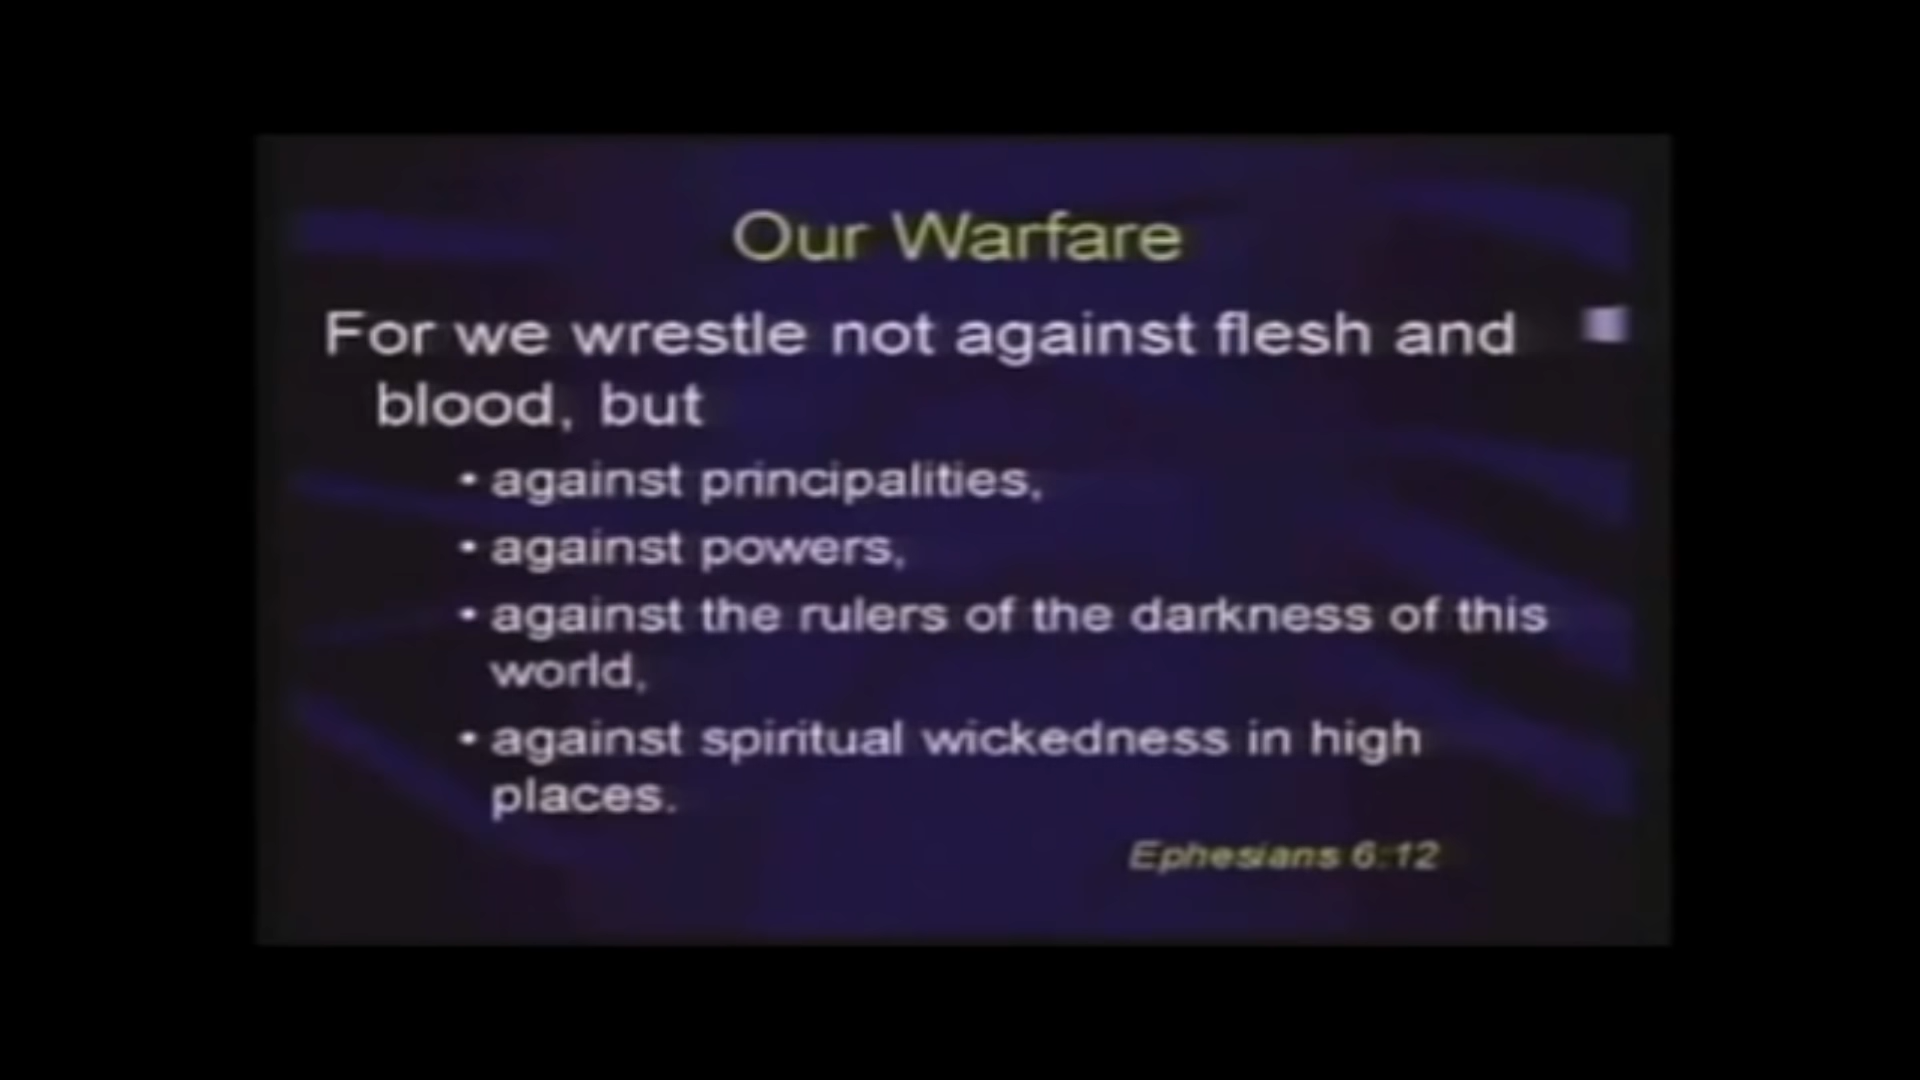 Our Warfare
For we wrestle not against flesh and
blood, but
• against principalities,
• against powers,
• against the rulers of the darkness of this
world,
• against spiritual wickedness in high
places.
Ephesians 6:12